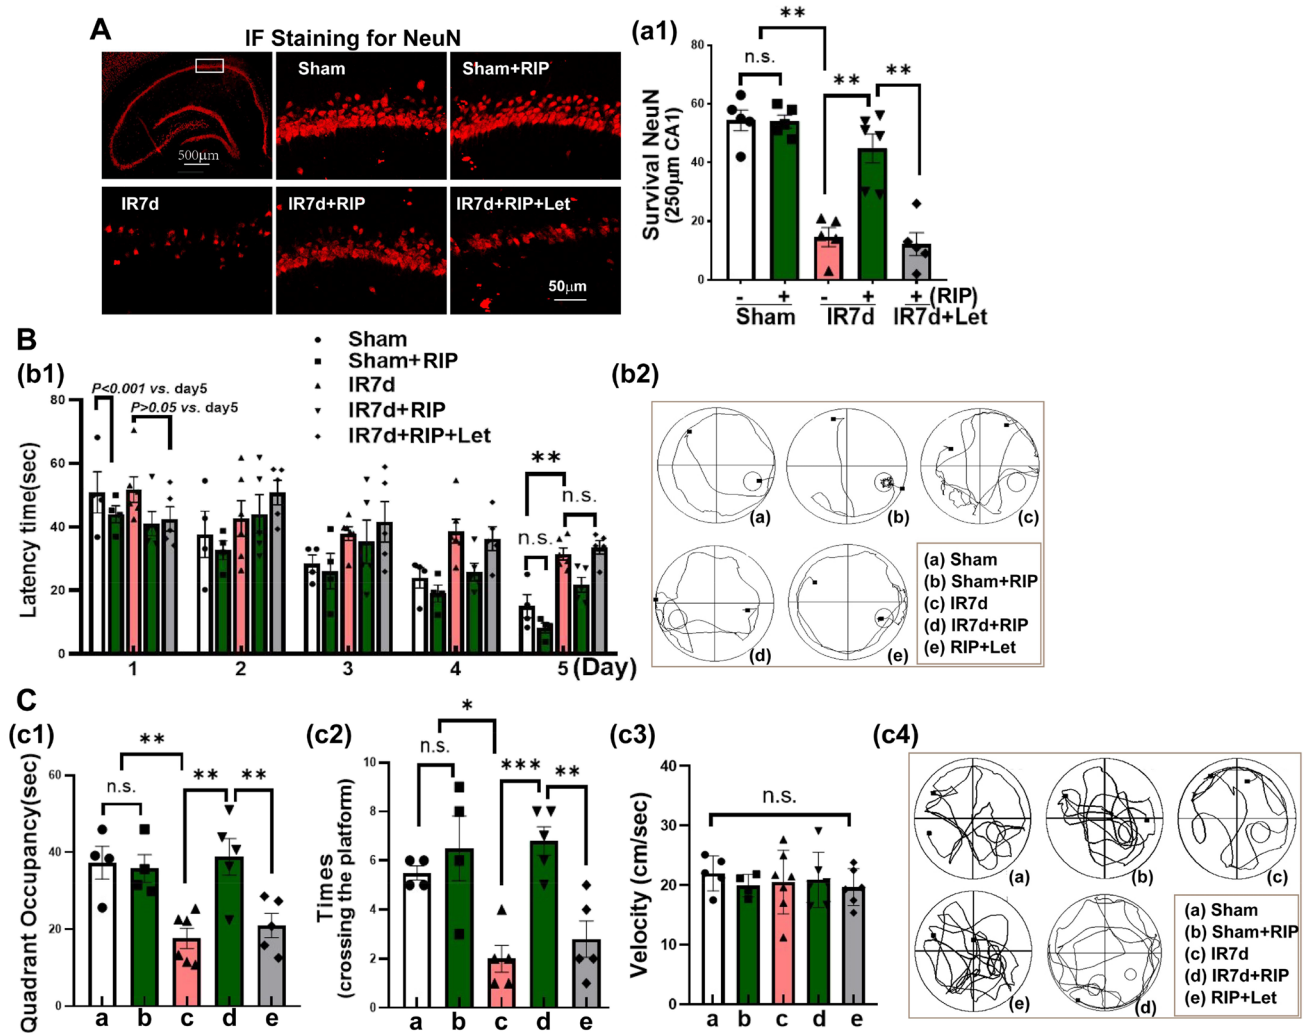 A
IF Staining for NeuN
Sham
Sham+RIP
500μm
IR7d
IR7d+RIP
IR7d+RIP+Let
50μm
(a1)
**
n.s.
**
**
Survival NeuN
(250μm CA1)
80
60
40
20
0
- + - + + (RIP)
Sham IR7d IR7d+Let
B
(b1)
Sham
Sham+RIP
IR7d
IR7d+RIP
IR7d+RIP+Let
P<0.001 vs. day5
P>0.05 vs. day5
**
n.s.
n.s.
Latency time(sec)
80
60
40
20
0
1 2 3 4 5 (Day)
(b2)
(a)
(b)
(c)
(d)
(e)
(a) Sham
(b) Sham+RIP
(c) IR7d
(d) IR7d+RIP
(e) RIP+Let
C
(c1)
**
n.s.
**
**
Quadrant Occupancy(sec)
60
40
20
0
a b c d e
(c2)
*
n.s.
***
**
Times
(crossing the platform)
10
8
6
4
2
0
a b c d e
(c3)
n.s.
Velocity (cm/sec)
40
30
20
10
0
a b c d e
(c4)
(a)
(b)
(c)
(e)
(d)
(a) Sham
(b) Sham+RIP
(c) IR7d
(d) IR7d+RIP
(e) RIP+Let